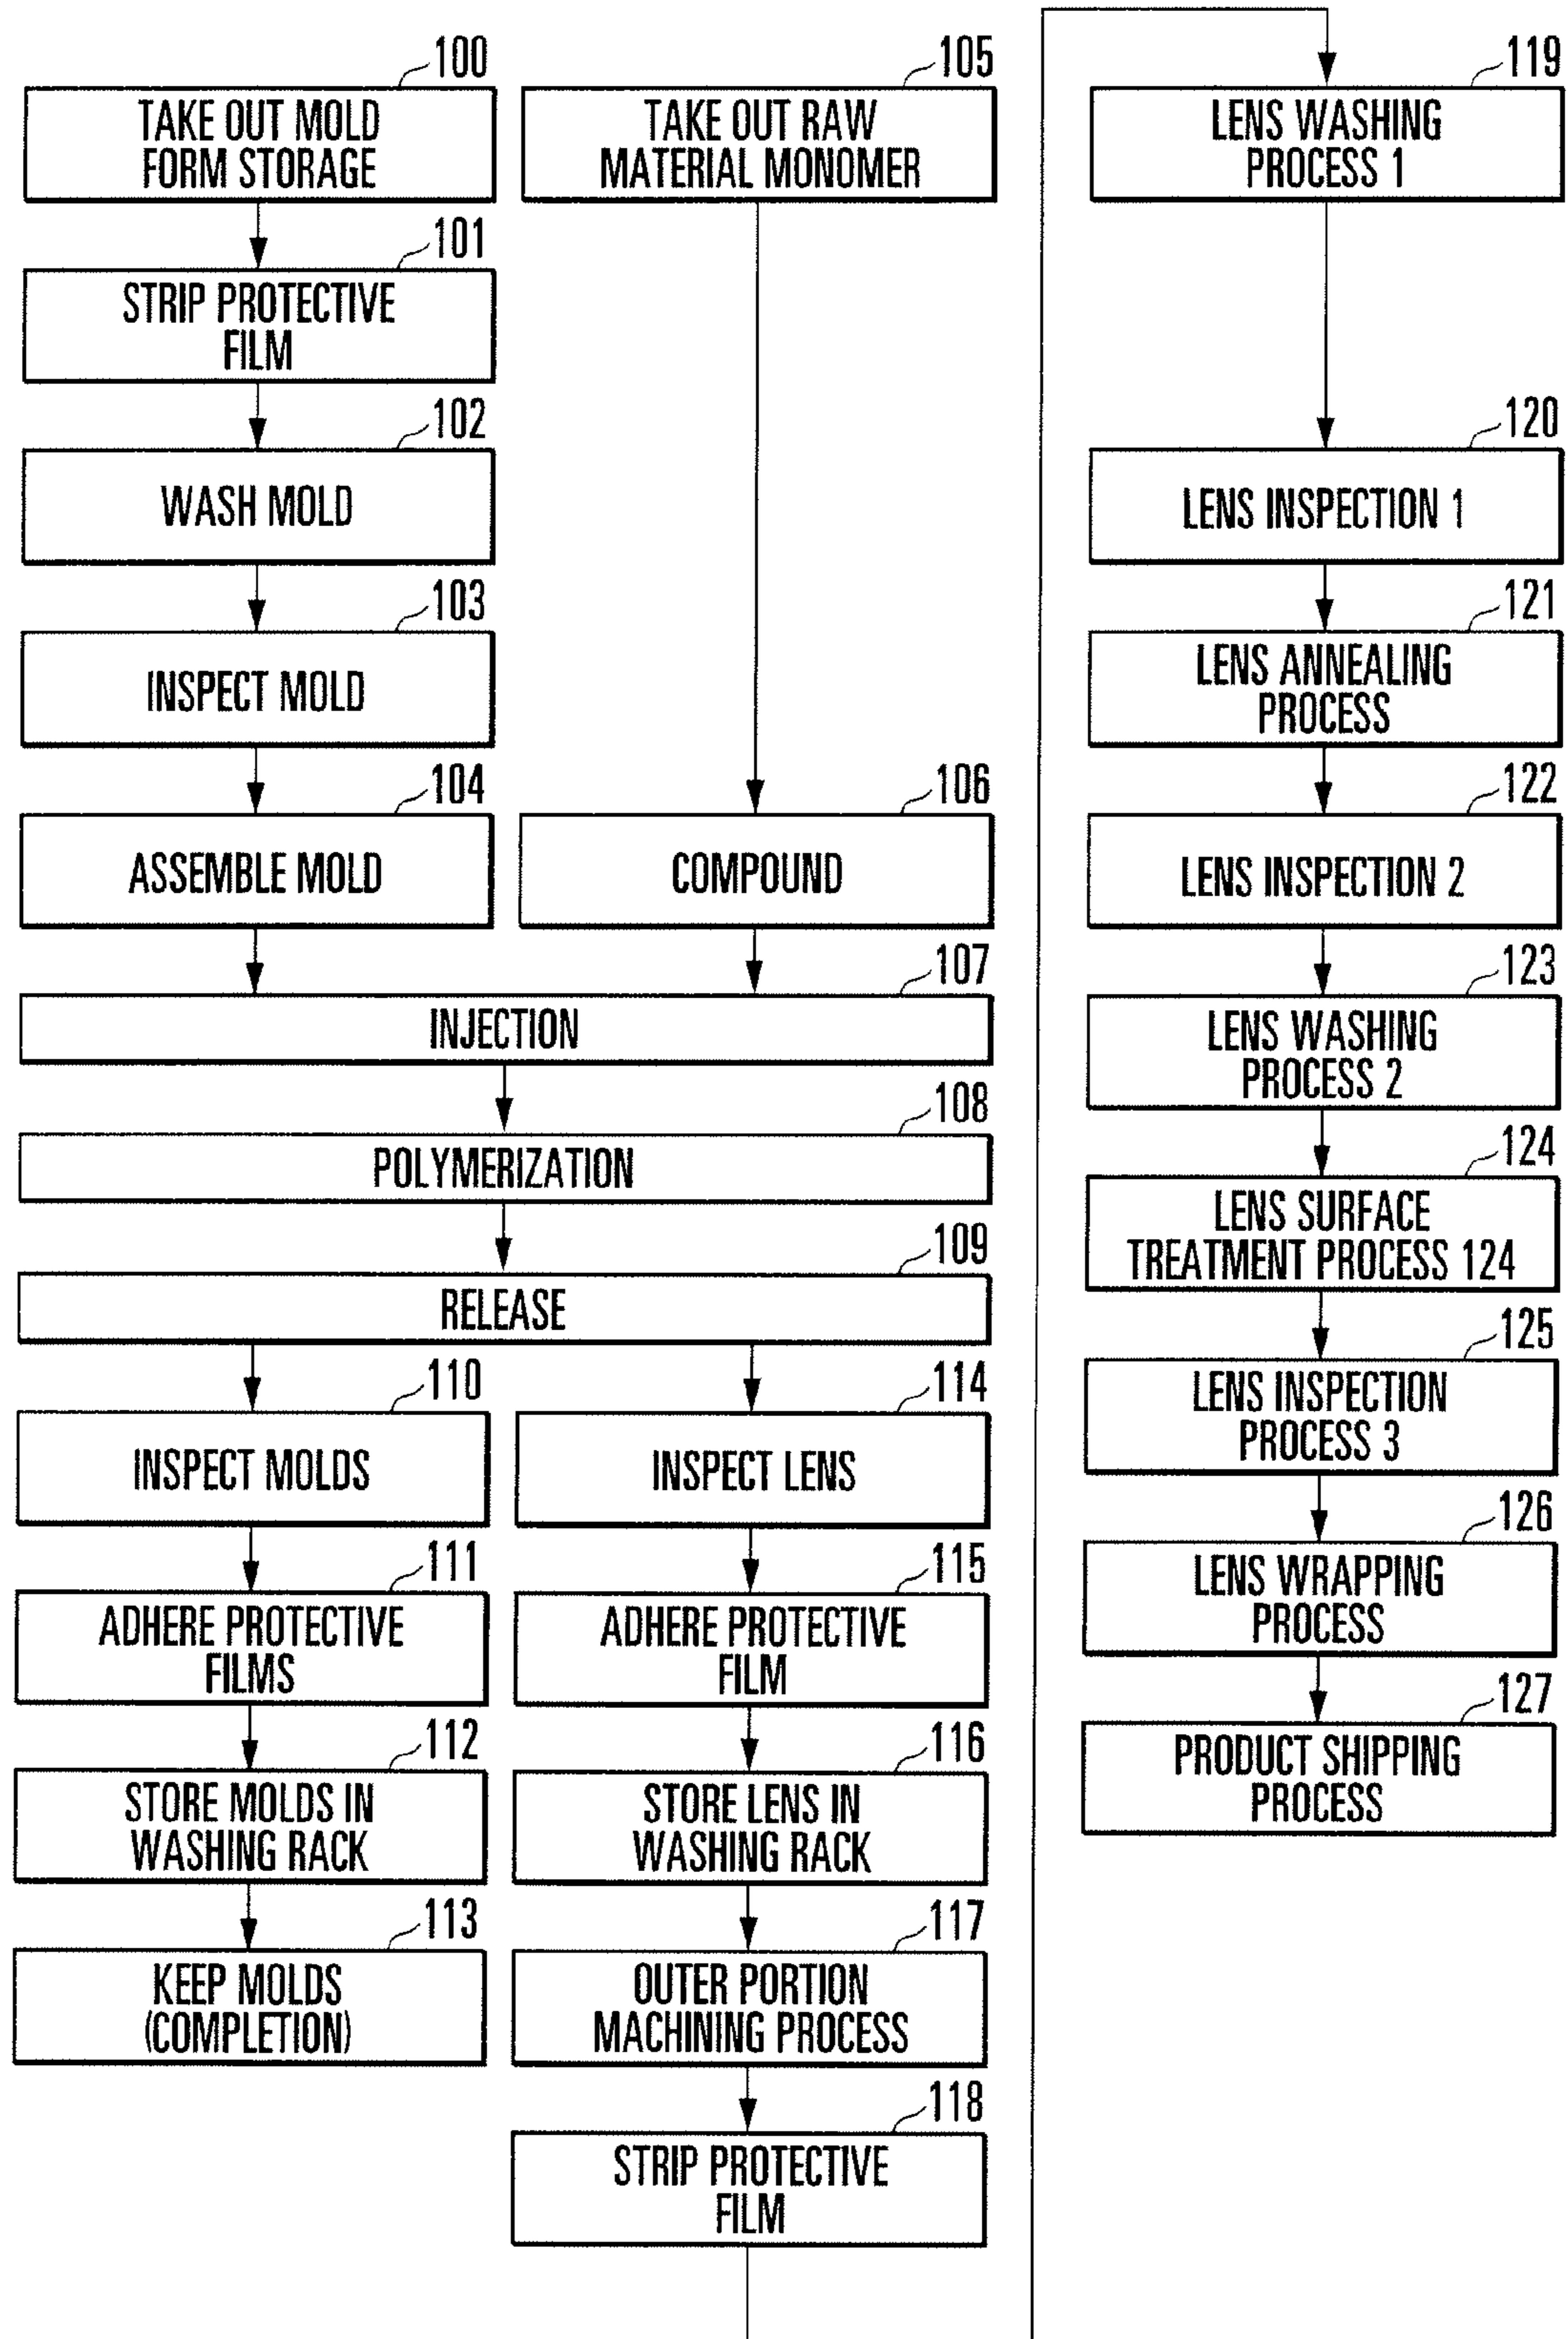 100
TAKE OUT MOLD
FORM STORAGE
101
STRIP PROTECTIVE
FILM
102
WASH MOLD
103
INSPECT MOLD
104
ASSEMBLE MOLD
105
TAKE OUT RAW
MATERIAL MONOMER
106
COMPOUND
107
INJECTION
108
POLYMERIZATION
109
RELEASE
110
INSPECT MOLDS
111
ADHERE PROTECTIVE
FILMS
112
STORE MOLDS IN
WASHING RACK
113
KEEP MOLDS
(COMPLETION)
114
INSPECT LENS
115
ADHERE PROTECTIVE
FILM
116
STORE LENS IN
WASHING RACK
117
OUTER PORTION
MACHINING PROCESS
118
STRIP PROTECTIVE
FILM
119
LENS WASHING
PROCESS 1
120
LENS INSPECTION 1
121
LENS ANNEALING
PROCESS
122
LENS INSPECTION 2
123
LENS WASHING
PROCESS 2
124
LENS SURFACE
TREATMENT PROCESS 124
125
LENS INSPECTION
PROCESS 3
126
LENS WRAPPING
PROCESS
127
PRODUCT SHIPPING
PROCESS